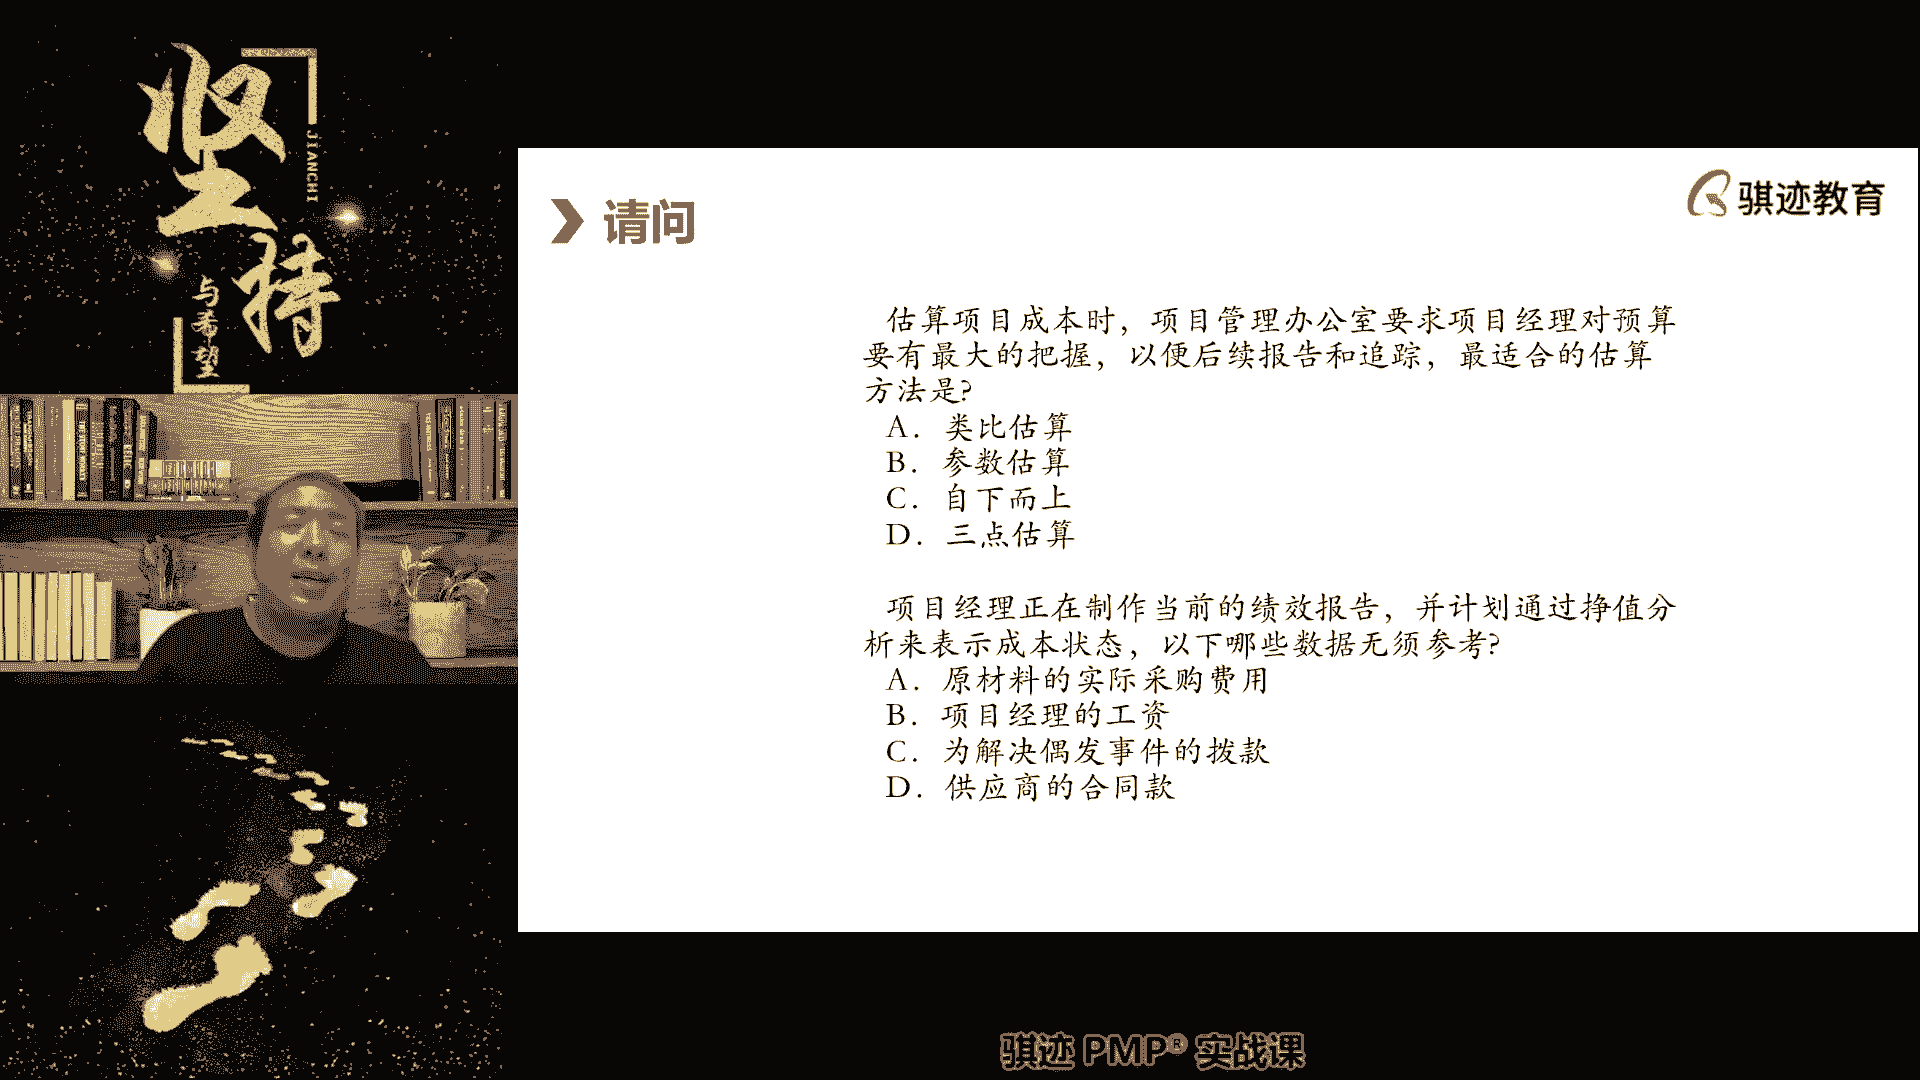 坚持
JIANCHI
与希望
请问
骐迹教育
估算项目成本时，项目管理办公室要求项目经理对预算
要有最大的把握，以便后续报告和追踪，最适合的估算
方法是?
A. 类比估算
B. 参数估算
C. 自下而上
D. 三点估算
项目经理正在制作当前的绩效报告，并计划通过挣值分
析来表示成本状态，以下哪些数据无须参考?
A. 原材料的实际采购费用
B. 项目经理的工资
C. 为解决偶发事件的拨款
D. 供应商的合同款
骐迹 PMP® 实战课